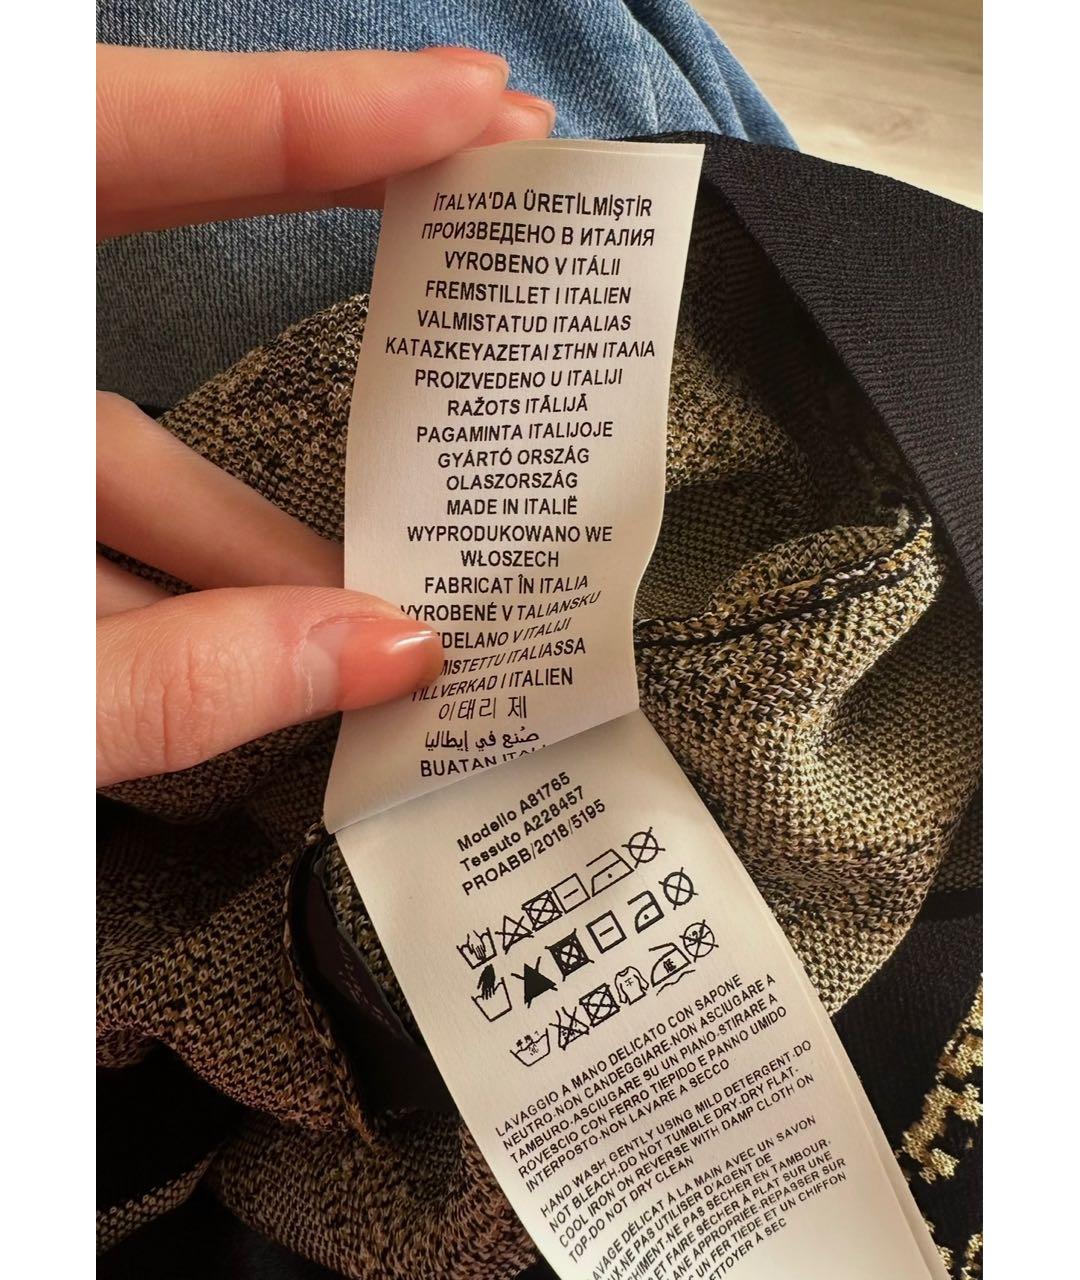 İTALYA'DA ÜRETİLMİŞTİR
ПРОИЗВЕДЕНО В ИТАЛИЯ
VYROBENO V ITÁLII
FREMSTILLET I ITALIEN
VALMISTATUD ITAALIAS
ΚΑΤΑΣΚΕΥΑΖΕΤΑΙ ΣΤΗΝ ΙΤΑΛΙΑ
PROIZVEDENO U ITALIJI
RAŽOTS ITĀLIJĀ
PAGAMINTA ITALIJOJE
GYÁRTÓ ORSZÁG
OLASZORSZÁG
MADE IN ITALIË
WYPRODUKOWANO WE
WŁOSZECH
FABRICAT ÎN ITALIA
VYROBENÉ V TALIANSKU
DELANO V ITALIJI
MISTETTU ITALIASSA
TILLVERKAD I ITALIEN
이태리 제
صُنع في إيطاليا
BUATAN
Modello A81765
Tessuto A228457
PROABB/2018/5195
LAVAGGIO A MANO DELICATO CON SAPONE
NEUTRO-NON CANDEGGIARE-NON ASCIUGARE A
TAMBURO-ASCIUGARE SU UN PIANO-STIRARE A
ROVESCIO CON FERRO TIEPIDO E PANNO UMIDO
INTERPOSTO-NON LAVARE A SECCO
HAND WASH GENTLY USING MILD DETERGENT-DO
NOT BLEACH-DO NOT TUMBLE DRY-DRY FLAT-
COOL IRON ON REVERSE WITH DAMP CLOTH ON
TOP-DO NOT DRY CLEAN
LAVAGE DÉLICAT À LA MAIN AVEC UN SAVON
NE PAS UTILISER D'AGENT DE
NE PAS SÉCHER EN TAMBOUR.
ET FAIRE SÉCHER À PLAT SUR UNE
APPROPRIÉE-REPASSER SUR
UN FER TIÈDE ET UN CHIFFON
À SEC